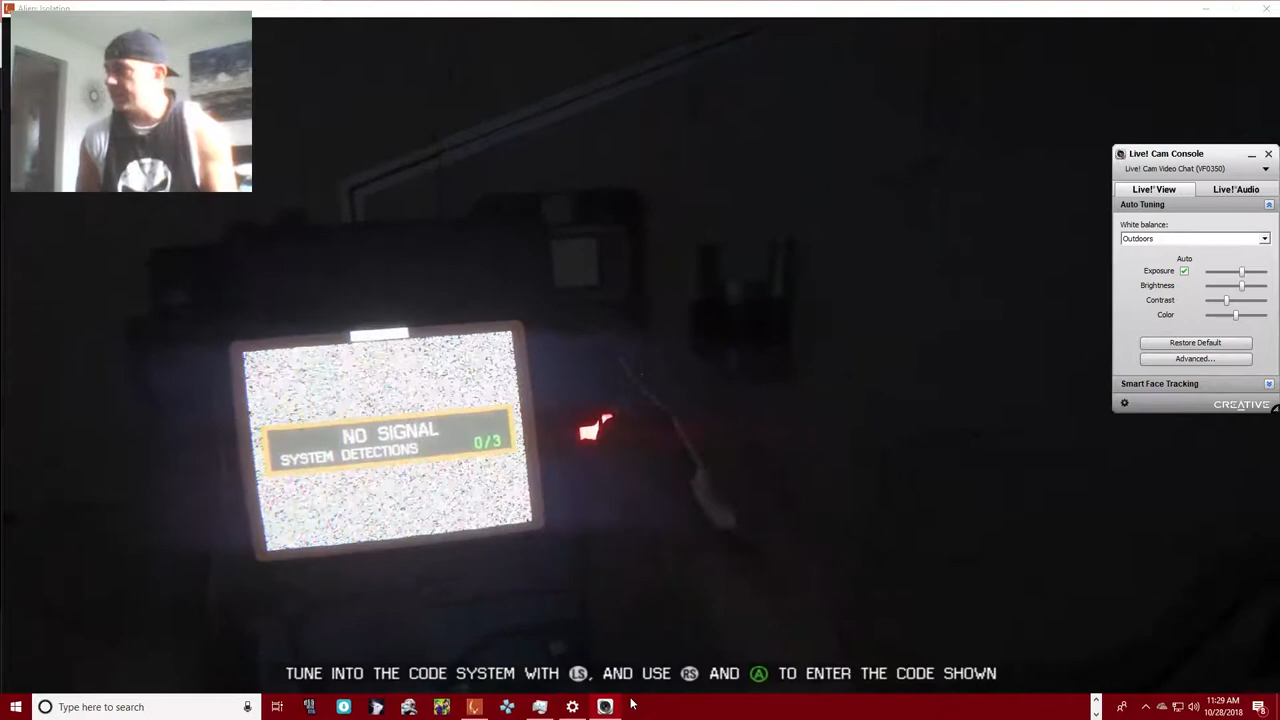 Alien: Isolation
Live! Cam Console
Live! Cam Video Chat (VF0350)
Live! View
Live! Audio
Auto Tuning
White balance:
Outdoors
Auto
Exposure
Brightness
Contrast
Color
Restore Default
Advanced...
Smart Face Tracking
CREATIVE
NO SIGNAL
SYSTEM DETECTIONS 0/3
TUNE INTO THE CODE SYSTEM WITH LS, AND USE RS AND A TO ENTER THE CODE SHOWN
Type here to search
11:29 AM
10/28/2018
8